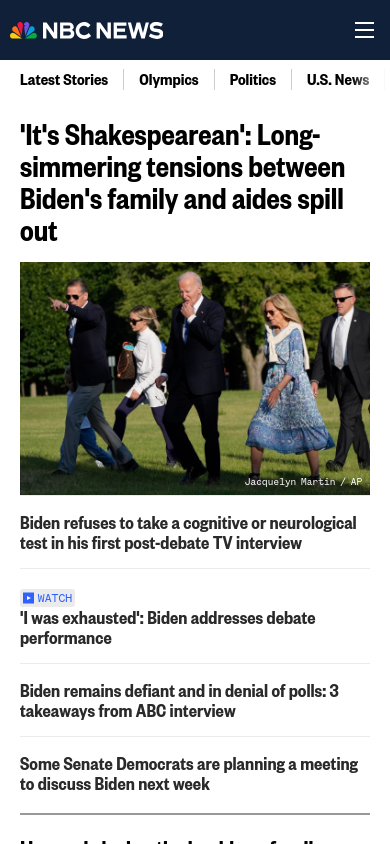 NBC NEWS
Latest Stories
Olympics
Politics
U.S. News
'It's Shakespearean': Long-
simmering tensions between
Biden's family and aides spill
out
Jacquelyn Martin / AP
Biden refuses to take a cognitive or neurological
test in his first post-debate TV interview
WATCH
'I was exhausted': Biden addresses debate
performance
Biden remains defiant and in denial of polls: 3
takeaways from ABC interview
Some Senate Democrats are planning a meeting
to discuss Biden next week